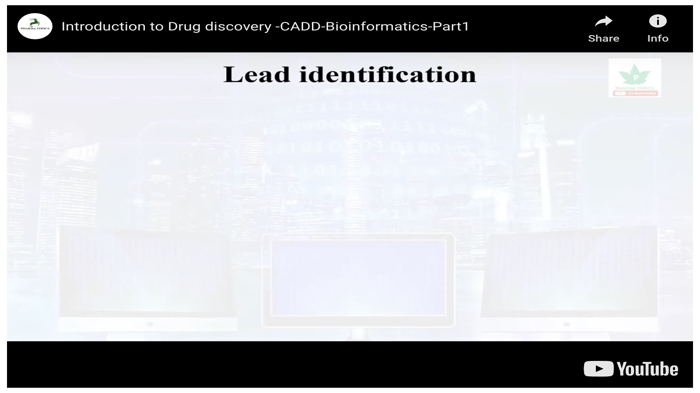 Introduction to Drug discovery -CADD-Bioinformatics-Part1
Share
Info
Lead identification
YouTube